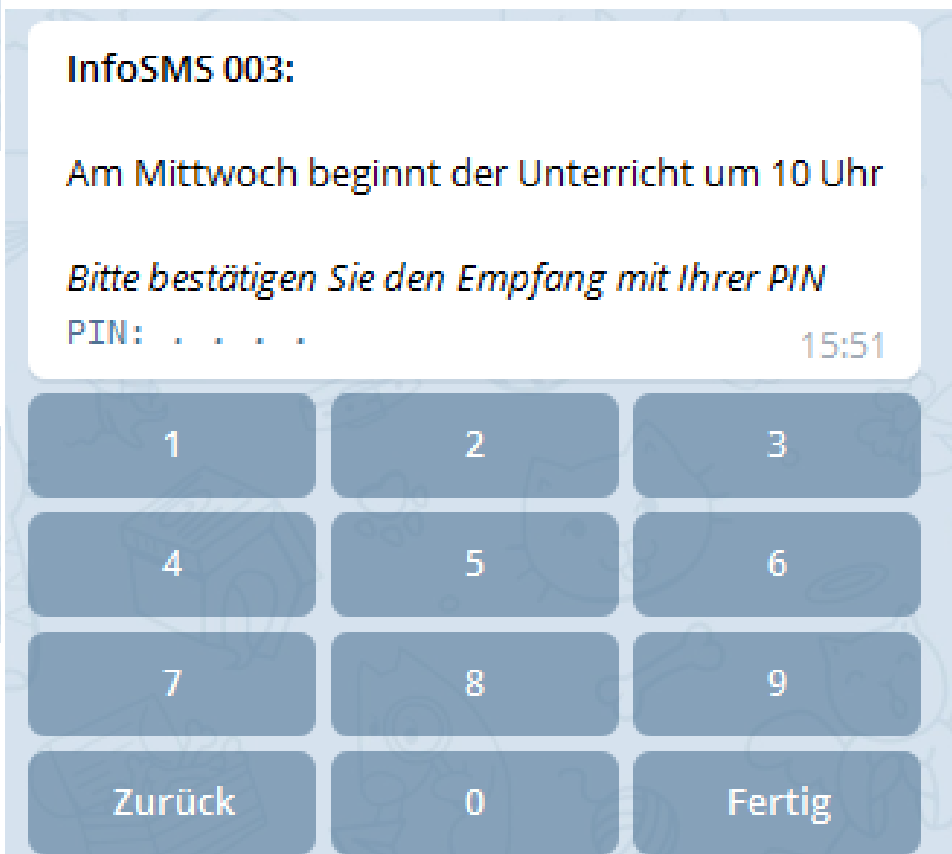 InfoSMS 003:
Am Mittwoch beginnt der Unterricht um 10 Uhr
Bitte bestätigen Sie den Empfang mit Ihrer PIN
PIN: . . . .
15:51
1 2 3
4 5 6
7 8 9
Zurück 0 Fertig